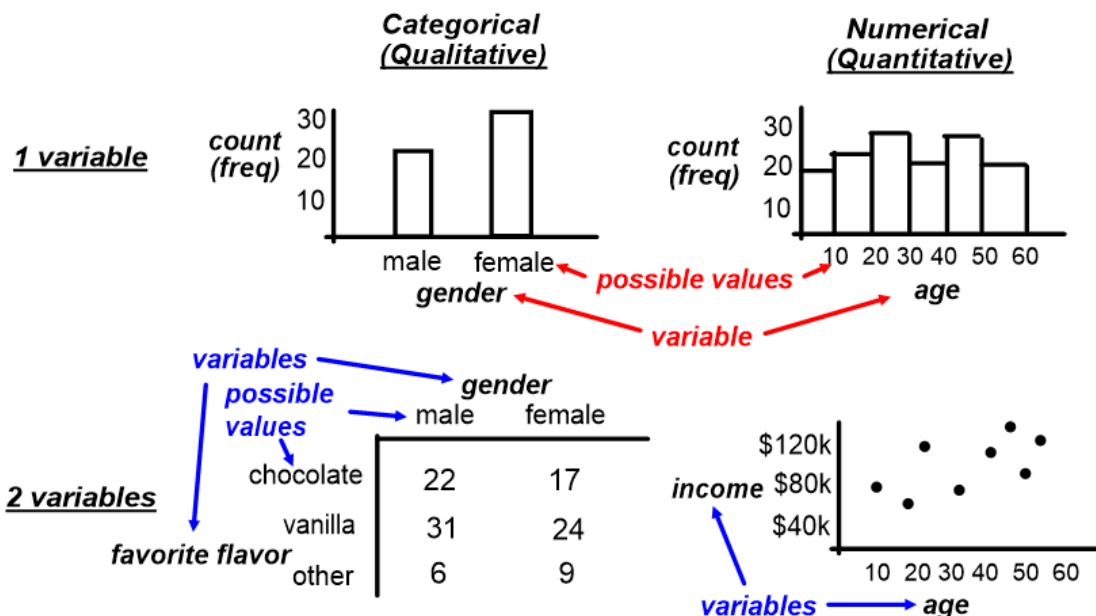 Categorical
(Qualitative)
Numerical
(Quantitative)
1 variable
count
(freq)
30
20
10
male female
gender
count
(freq)
30
20
10
10 20 30 40 50 60
age
possible values
variable
variables
possible
values
gender
male female
chocolate 22 17
vanilla 31 24
other 6 9
favorite flavor
2 variables
income
$120k
$80k
$40k
10 20 30 40 50 60
variables
age